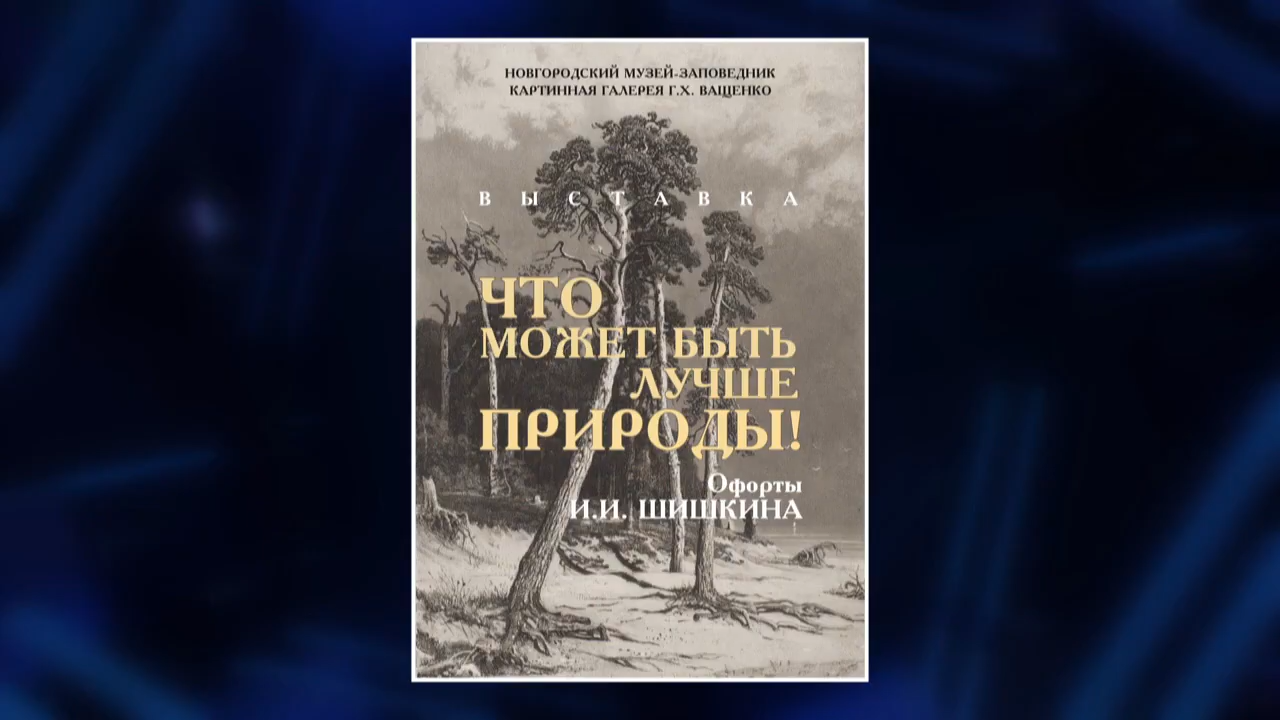 НОВГОРОДСКИЙ МУЗЕЙ-ЗАПОВЕДНИК
КАРТИННАЯ ГАЛЕРЕЯ Г.Х. ВАЩЕНКО
ВЫСТАВКА
ЧТО
МОЖЕТ БЫТЬ
ЛУЧШЕ
ПРИРОДЫ!
Офорты
И.И. ШИШКИНА